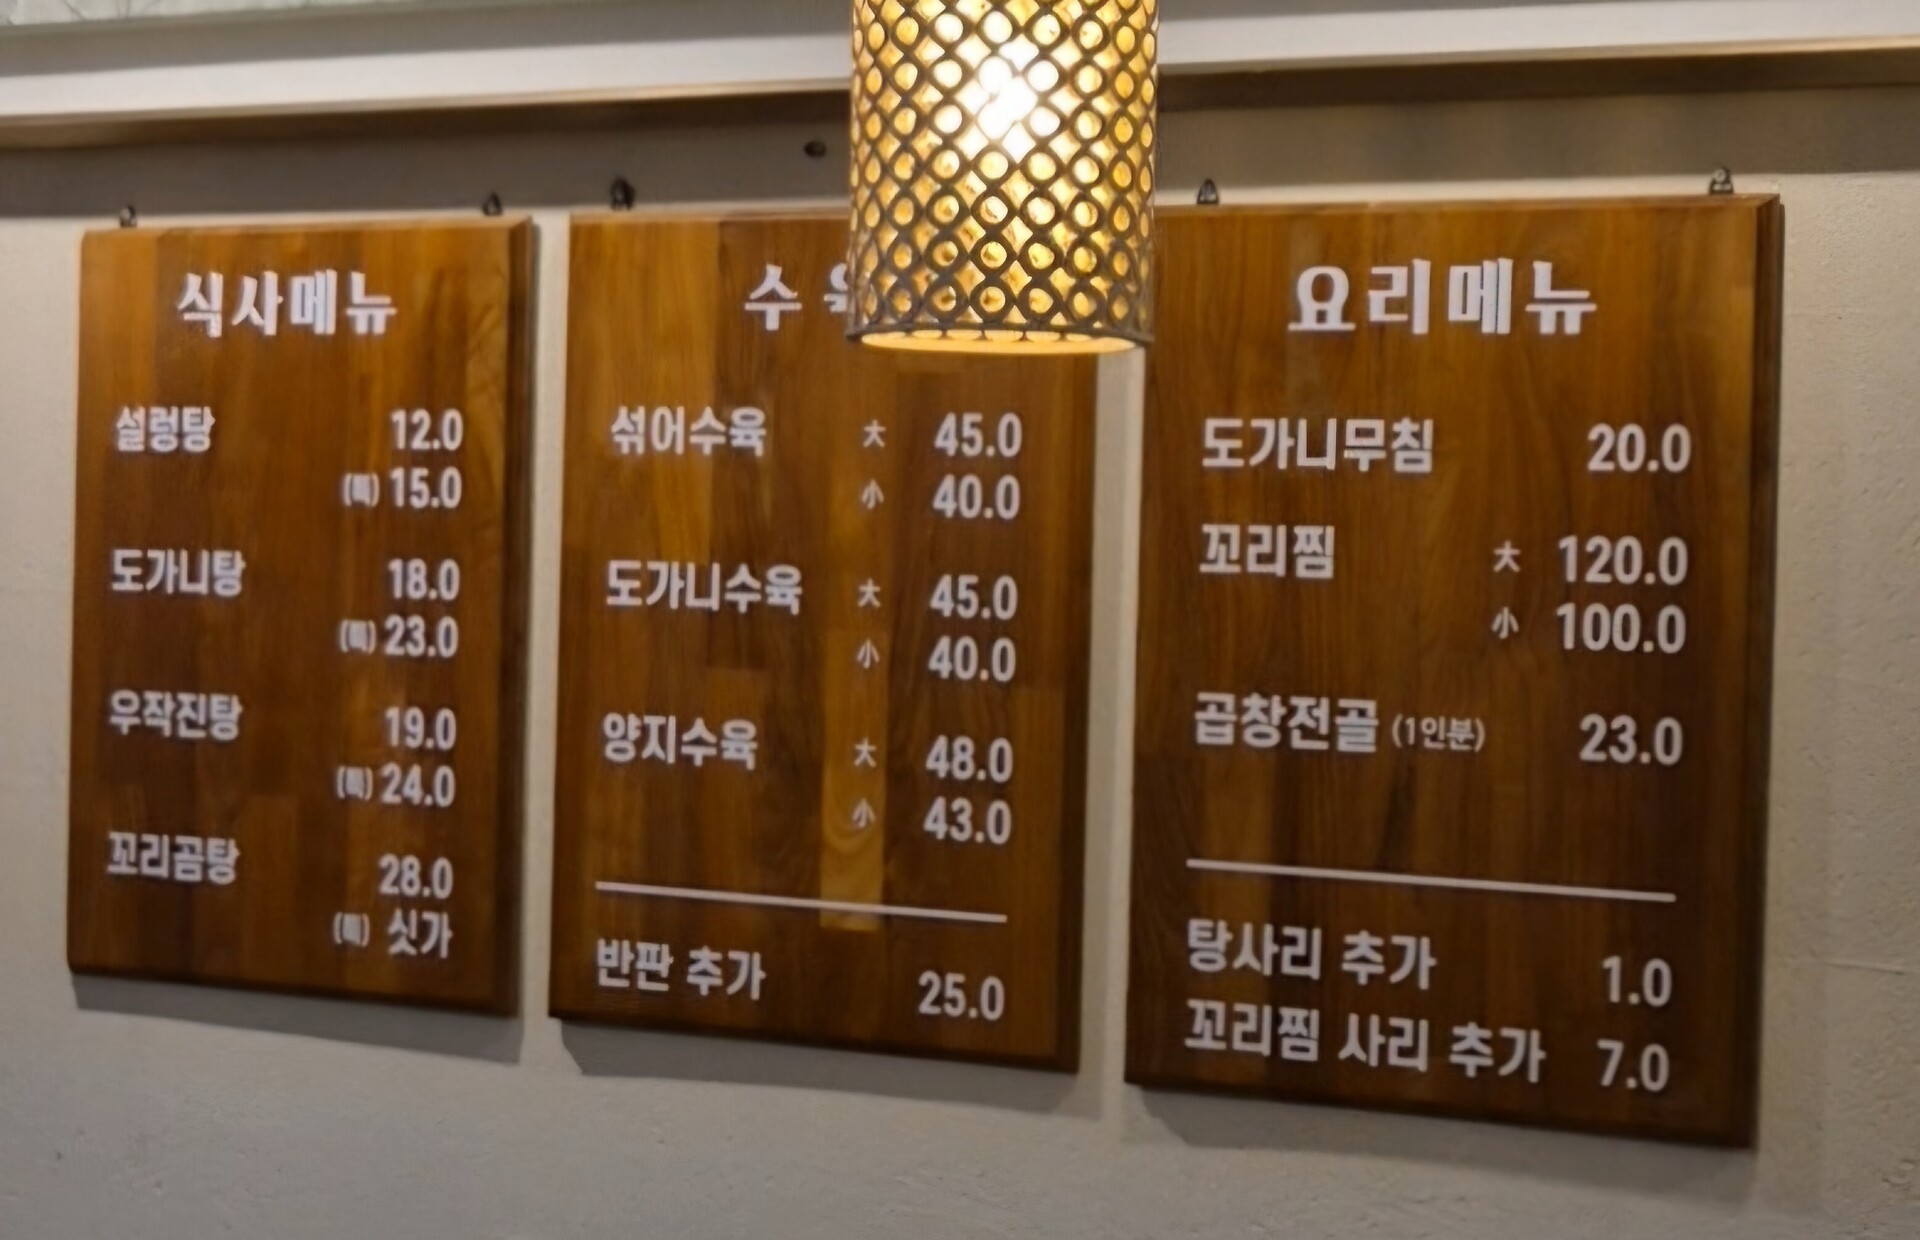 식사메뉴
설렁탕 12.0
(특) 15.0
도가니탕 18.0
(특) 23.0
우작진탕 19.0
(특) 24.0
꼬리곰탕 28.0
(특) 싯가
수
섞어수육 大 45.0
小 40.0
도가니수육 大 45.0
小 40.0
양지수육 大 48.0
小 43.0
반판 추가 25.0
요리메뉴
도가니무침 20.0
꼬리찜 大 120.0
小 100.0
곱창전골 (1인분) 23.0
탕사리 추가 1.0
꼬리찜 사리 추가 7.0